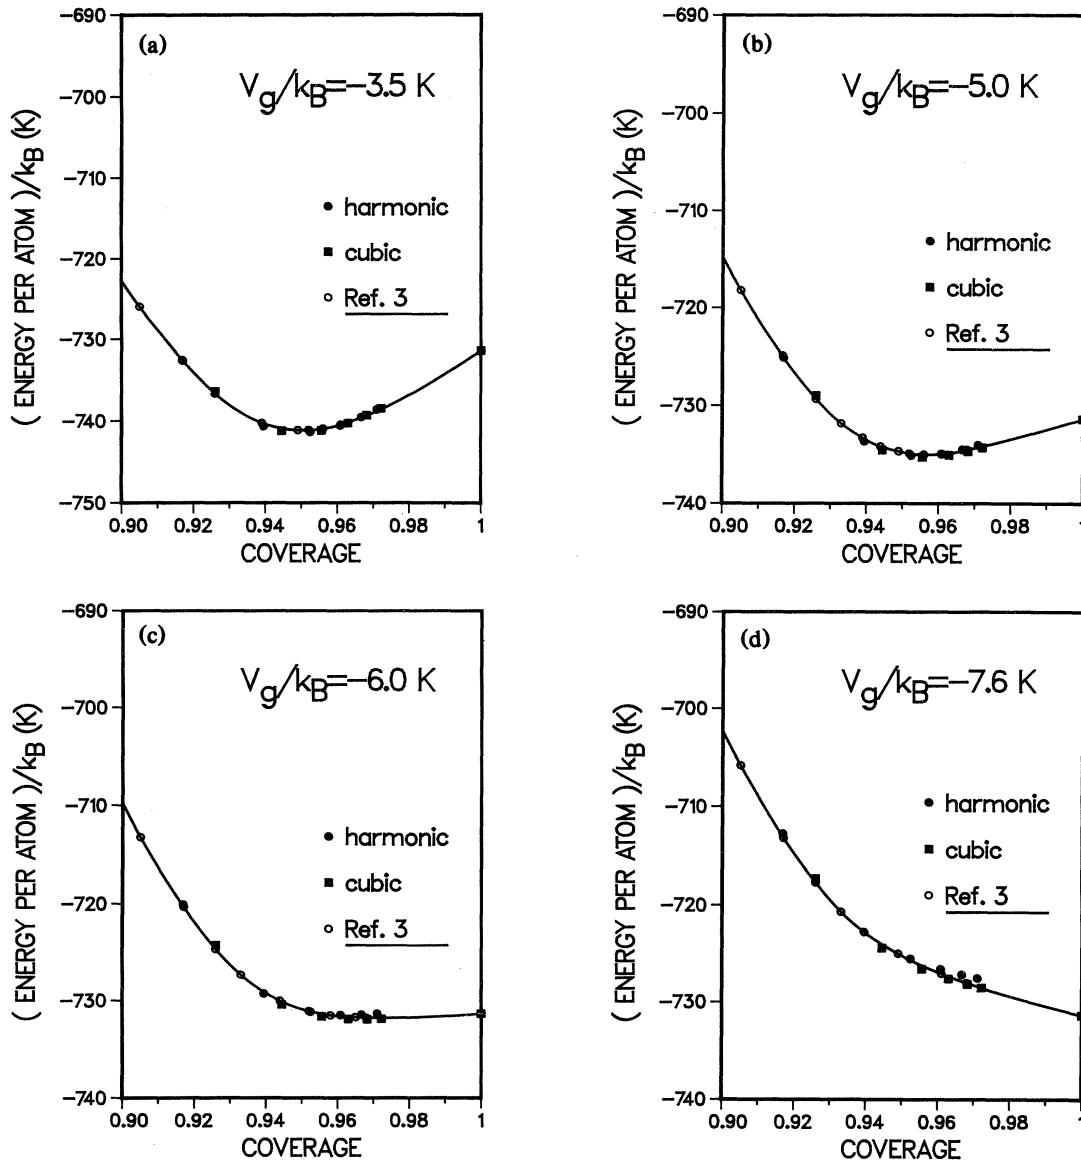 (a)
V_g/k_B=−3.5 K
(ENERGY PER ATOM)/k_B (K)
−690
−700
−710
−720
−730
−740
−750
harmonic
cubic
Ref. 3
0.90 0.92 0.94 0.96 0.98 1
COVERAGE
(b)
V_g/k_B=−5.0 K
(ENERGY PER ATOM)/k_B (K)
−690
−700
−710
−720
−730
−740
harmonic
cubic
Ref. 3
0.90 0.92 0.94 0.96 0.98 1
COVERAGE
(c)
V_g/k_B=−6.0 K
(ENERGY PER ATOM)/k_B (K)
−690
−700
−710
−720
−730
−740
harmonic
cubic
Ref. 3
0.90 0.92 0.94 0.96 0.98 1
COVERAGE
(d)
V_g/k_B=−7.6 K
(ENERGY PER ATOM)/k_B (K)
−690
−700
−710
−720
−730
−740
harmonic
cubic
Ref. 3
0.90 0.92 0.94 0.96 0.98 1
COVERAGE